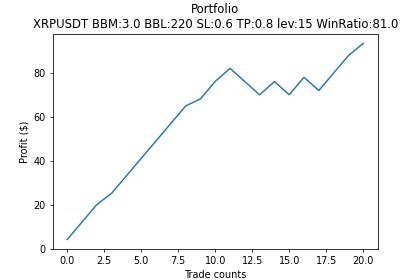 Portfolio
XRPUSDT BBM:3.0 BBL:220 SL:0.6 TP:0.8 lev:15 WinRatio:81.0
80
60
40
20
0
Profit ($)
0.0 2.5 5.0 7.5 10.0 12.5 15.0 17.5 20.0
Trade counts